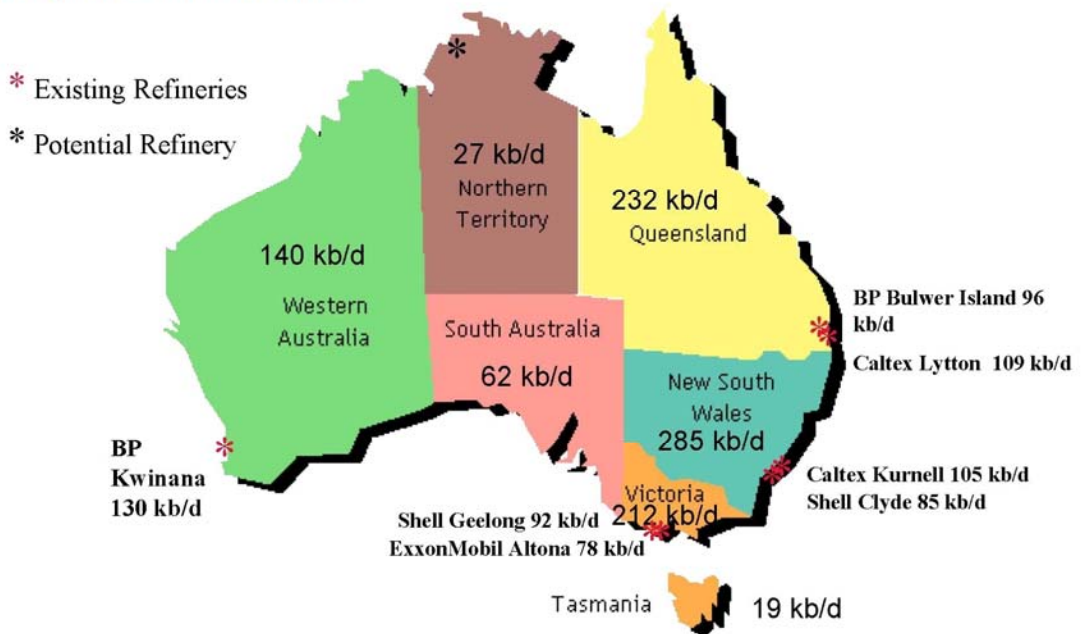 * Existing Refineries
* Potential Refinery
*
27 kb/d
Northern
Territory
232 kb/d
Queensland
140 kb/d
Western
Australia
South Australia
62 kb/d
BP Bulwer Island 96
kb/d
Caltex Lytton 109 kb/d
New South
Wales
285 kb/d
BP
Kwinana
130 kb/d
Caltex Kurnell 105 kb/d
Shell Clyde 85 kb/d
Victoria
212 kb/d
Shell Geelong 92 kb/d
ExxonMobil Altona 78 kb/d
Tasmania
19 kb/d